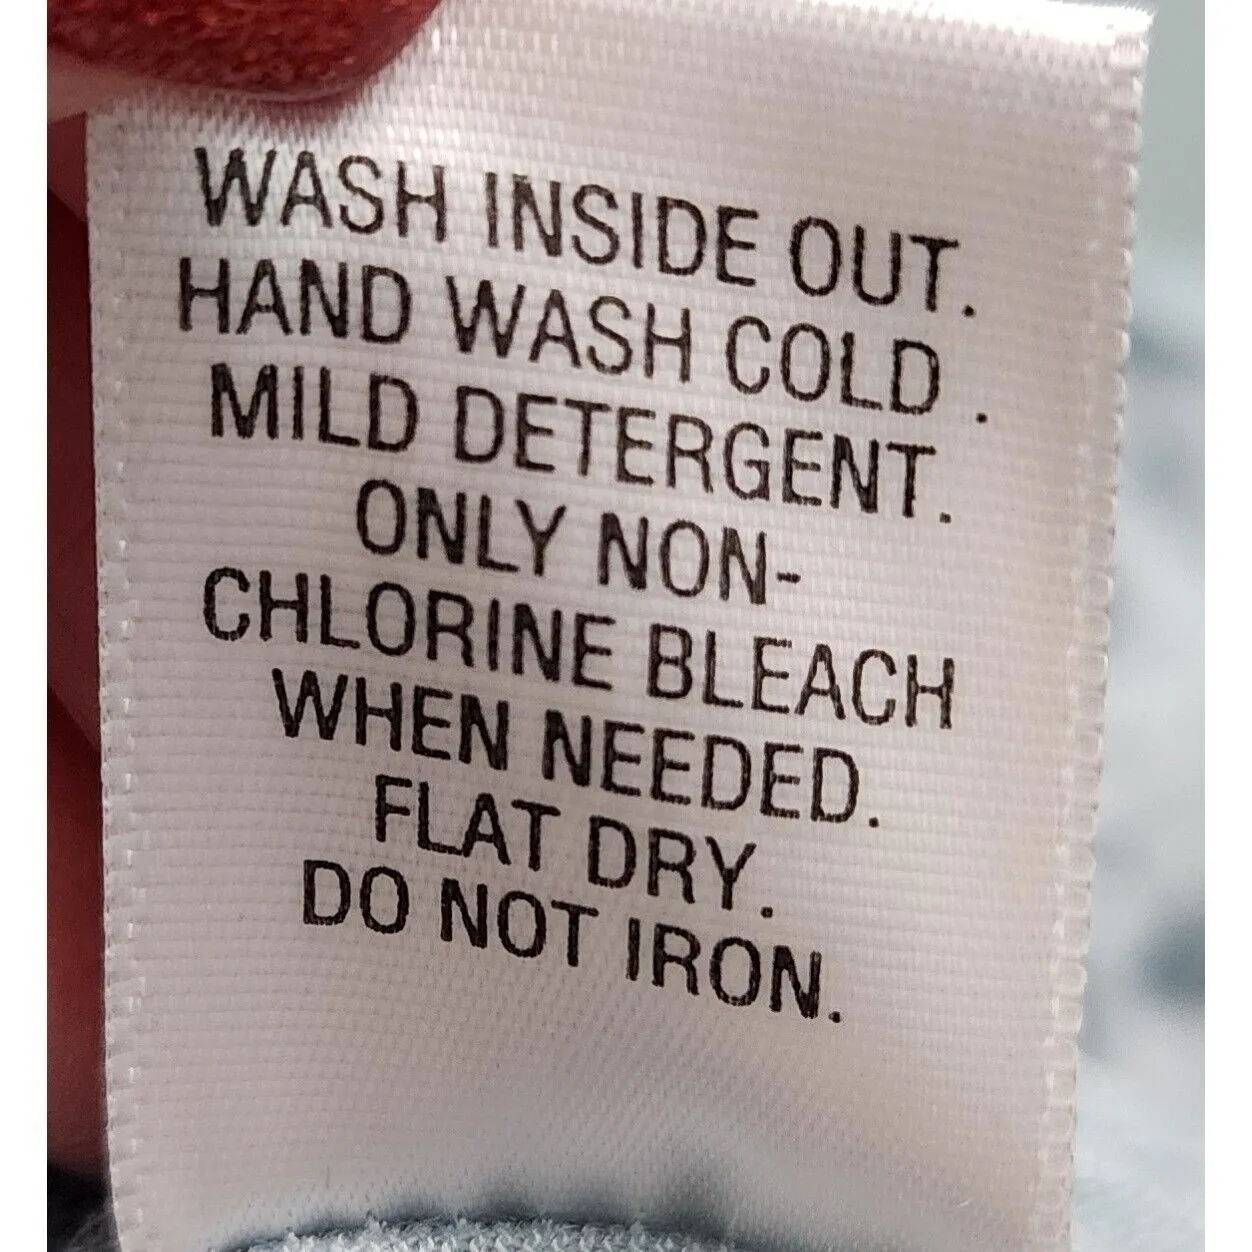 WASH INSIDE OUT.
HAND WASH COLD .
MILD DETERGENT.
ONLY NON-
CHLORINE BLEACH
WHEN NEEDED.
FLAT DRY.
DO NOT IRON.